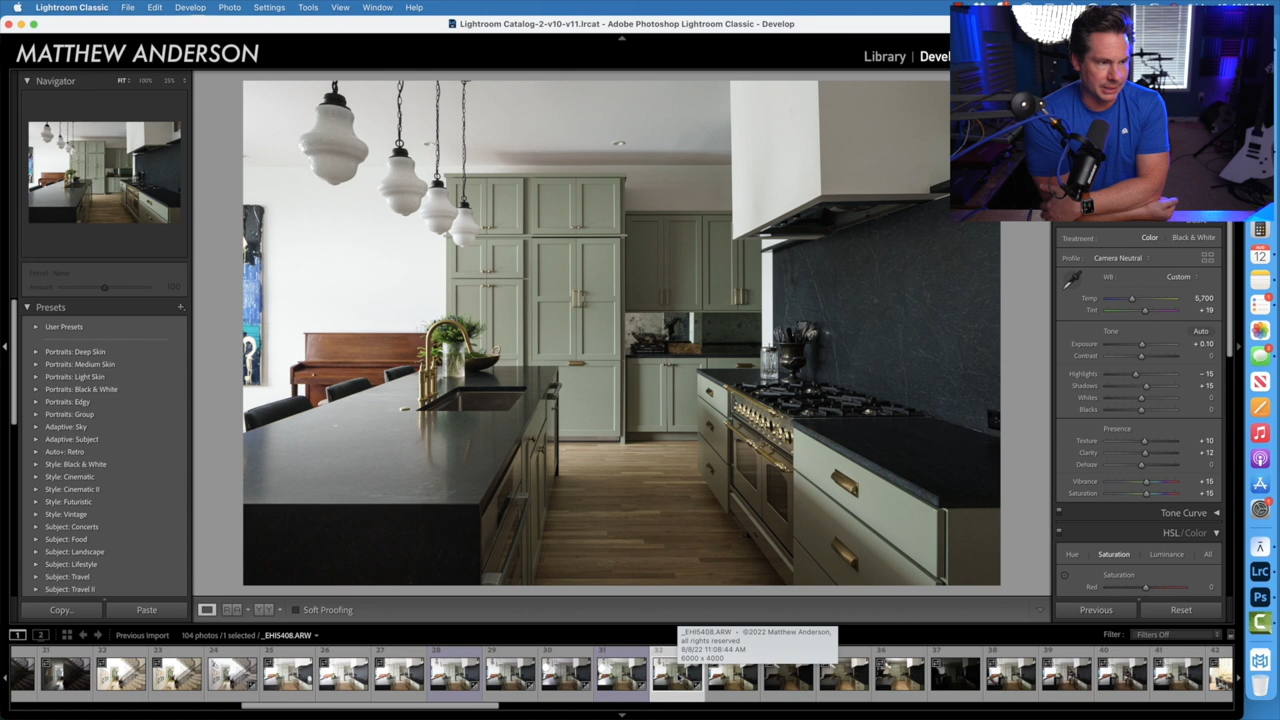 Lightroom Classic File Edit Develop Photo Settings Tools View Window Help
Lightroom Catalog-2-v10-v11.lrcat - Adobe Photoshop Lightroom Classic - Develop
MATTHEW ANDERSON
Library
Navigator FIT 100% 25%
Preset: None
Amount 100
Presets
User Presets
Portraits: Deep Skin
Portraits: Medium Skin
Portraits: Light Skin
Portraits: Black & White
Portraits: Edgy
Portraits: Group
Adaptive: Sky
Adaptive: Subject
Auto+: Retro
Style: Black & White
Style: Cinematic
Style: Cinematic II
Style: Futuristic
Style: Vintage
Subject: Concerts
Subject: Food
Subject: Landscape
Subject: Lifestyle
Subject: Travel
Subject: Travel II
Copy... Paste
Soft Proofing
Treatment: Color Black & White
Profile: Camera Neutral
WB: Custom
Temp 5,700
Tint + 19
Tone Auto
Exposure + 0.10
Contrast 0
Highlights - 15
Shadows + 15
Whites 0
Blacks 0
Presence
Texture + 10
Clarity + 12
Dehaze 0
Vibrance + 15
Saturation + 15
Tone Curve
HSL/Color
Hue Saturation Luminance All
Saturation
Red 0
Previous Reset
AUG
12
LrC
Ps
1 2 Previous Import 104 photos /1 selected /_EHI5408.ARW
Filter: Filters Off
_EHI5408.ARW - ©2022 Matthew Anderson,
all rights reserved
8/8/22 11:08:44 AM
6000 x 4000
21 22 23 24 25 26 27 28 29 30 31 32 36 37 38 39 40 41 42